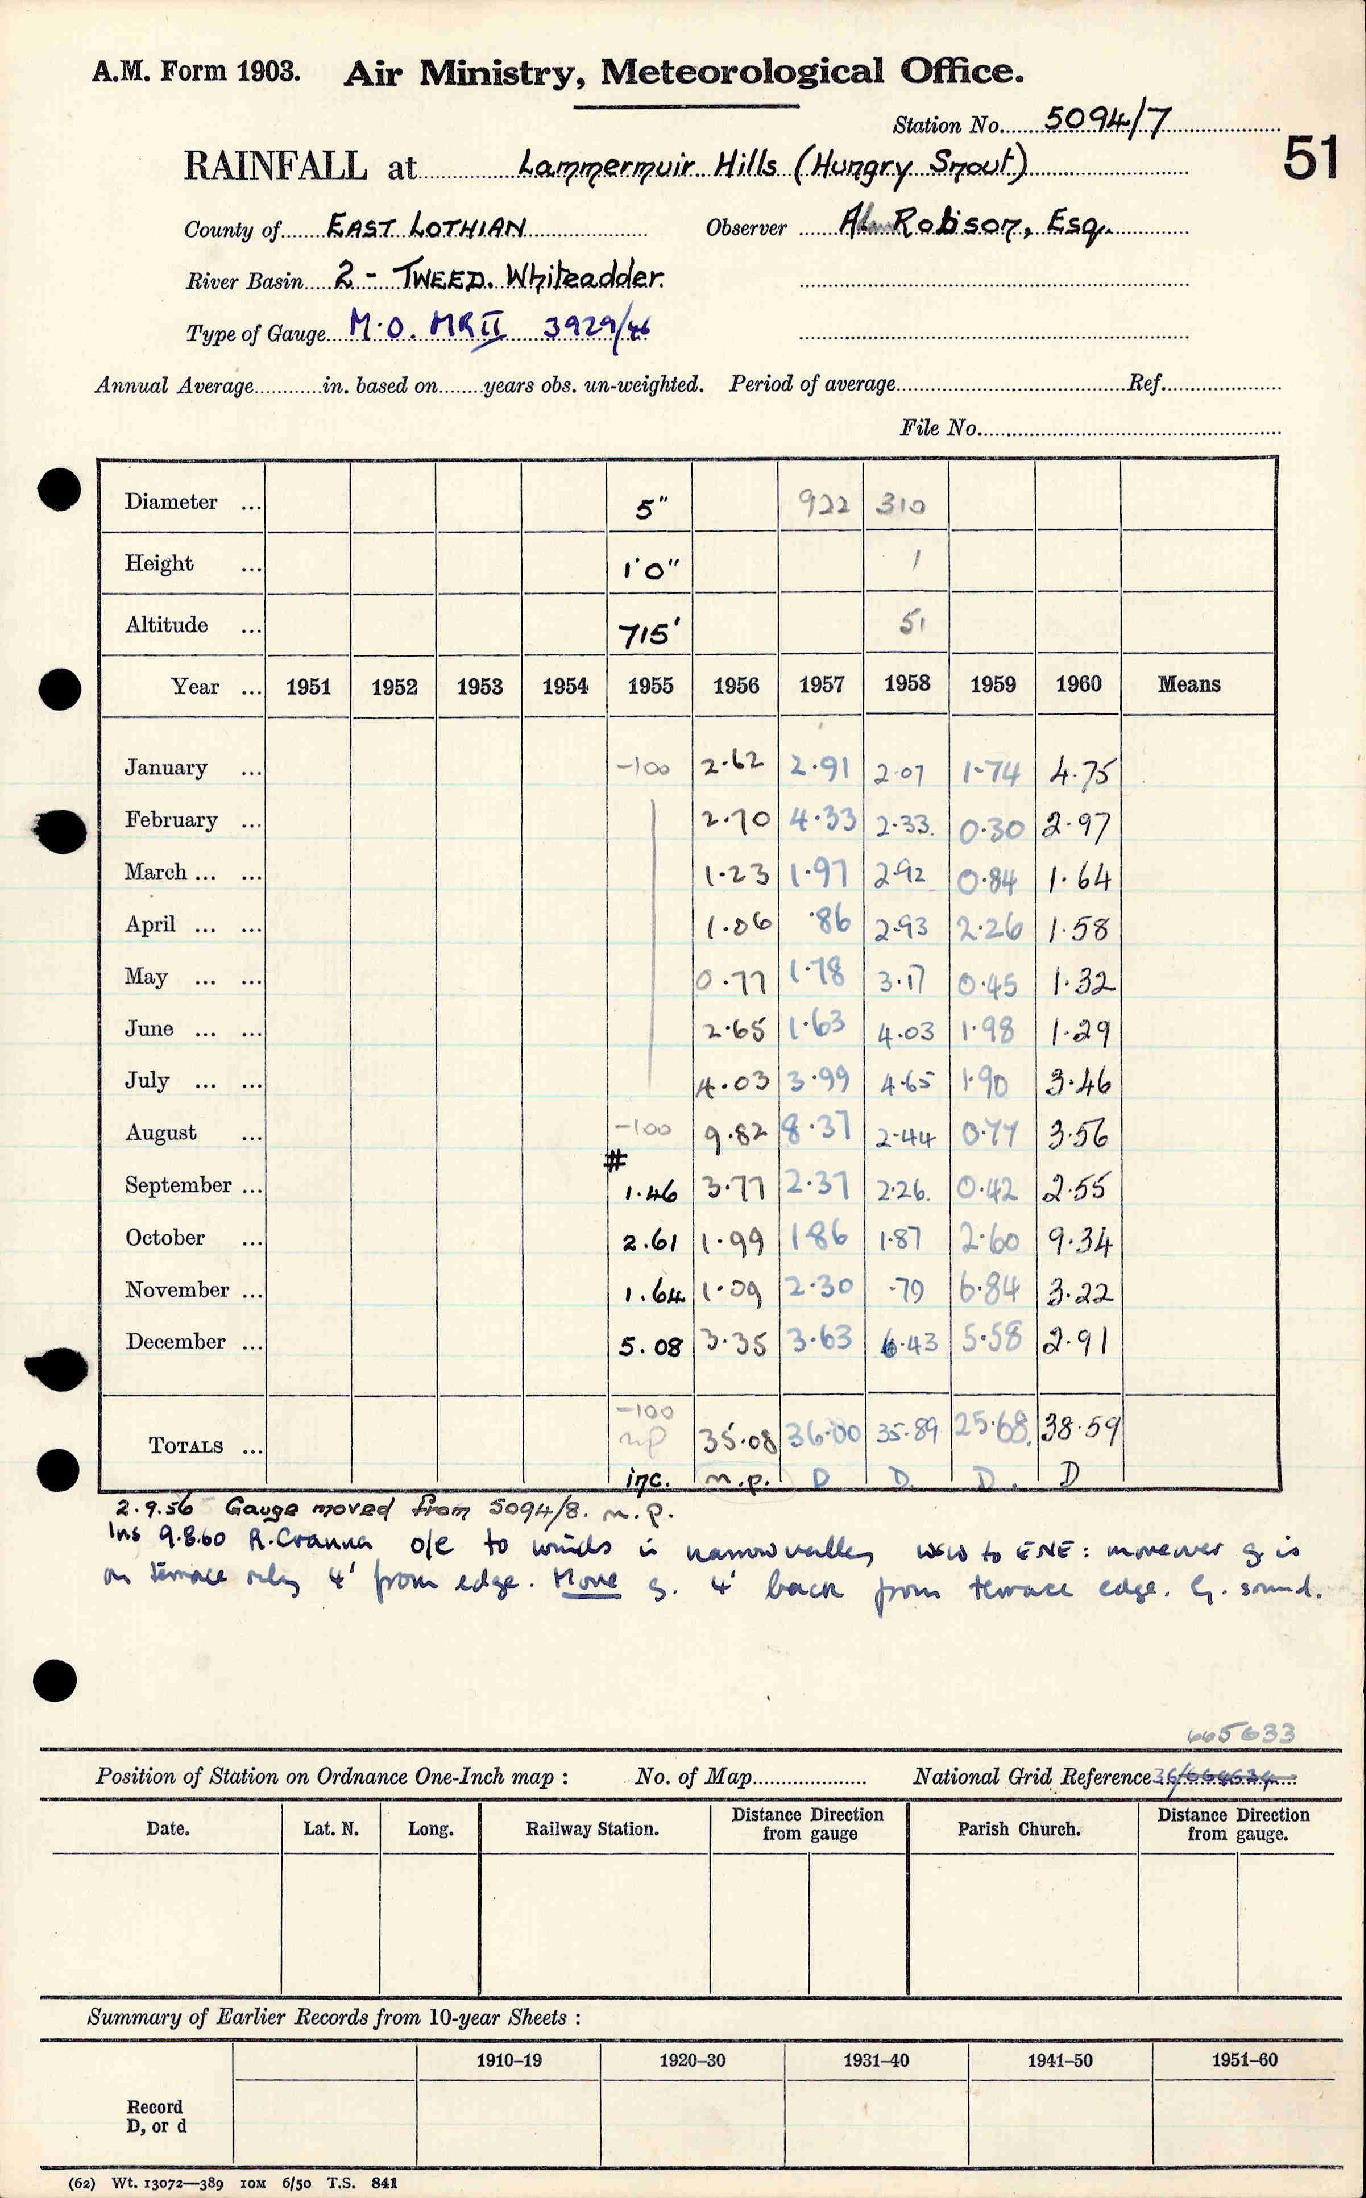 A.M. Form 1903. Air Ministry, Meteorological Office.
Station No. 5094/7
51
RAINFALL at Lammermuir Hills (Hungry Snout)
County of EAST LOTHIAN Observer Robison, Esq.
River Basin 2 - TWEED. Whiteadder.
Type of Gauge M.O. MRII 3929/46
Annual Average in. based on years obs. un-weighted. Period of average Ref.
File No.
Diameter ... 5" 922 310
Height ... 1'0" 1
Altitude ... 715' 51
Year ... 1951 1952 1953 1954 1955 1956 1957 1958 1959 1960 Means
January ... -100 2.62 2.91 2.07 1.74 4.75
February ... 2.70 4.33 2.33. 0.30 2.97
March ... ... 1.23 1.97 2.92 0.84 1.64
April ... ... 1.06 .86 2.93 2.26 1.58
May ... ... 0.77 1.78 3.17 0.45 1.32
June ... ... 2.65 1.63 4.03 1.98 1.29
July ... ... 4.03 3.99 4.65 1.90 3.46
August ... -100 9.82 8.37 2.44 0.77 3.56
#
September ... 1.46 3.77 2.37 2.26. 0.42 2.55
October ... 2.61 1.99 1.86 1.87 2.60 9.34
November ... 1.64 1.09 2.30 .79 6.84 3.22
December ... 5.08 3.35 3.63 6.43 5.58 2.91
-100
TOTALS ... np 35.08 36.00 35.89 25.68. 38.59
inc. n.p. D D. D. D
2.9.56 Gauge moved from 5094/8. n.p.
Ins 9.8.60 R.Cranna o/e to winds in narrow valley WSW to ENE: moreover g is
on terrace only 4' from edge. Move g. 4' back from terrace edge. G. sound.
665633
Position of Station on Ordnance One-Inch map : No. of Map National Grid Reference 36/664634
Date. Lat. N. Long. Railway Station. Distance Direction from gauge Parish Church. Distance Direction from gauge.
Summary of Earlier Records from 10-year Sheets :
1910–19 1920–30 1931–40 1941–50 1951–60
Record
D, or d
(62) Wt. 13072—389 10M 6/50 T.S. 841